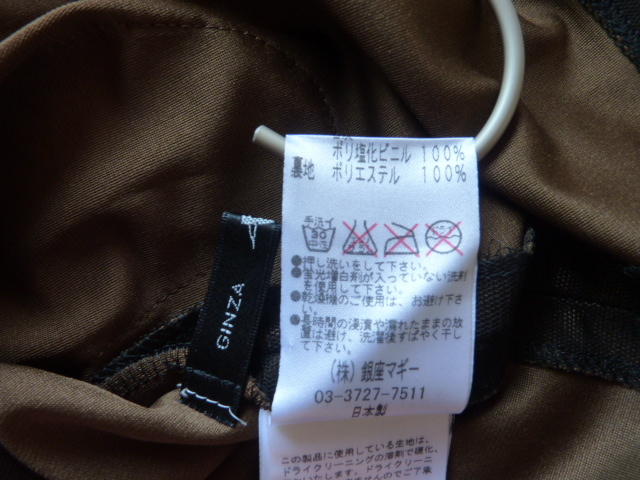 ポリ塩化ビニル 100%
裏地 ポリエステル 100%
手洗イ
30
中性
●押し洗いをして下さい。
●蛍光増白剤が入っていない洗剤
を使用して下さい。
●乾燥機のご使用は、お避け下さ
い。
●長時間の浸漬や濡れたままの放
置は避け、洗濯後すばやく干し
て下さい。
(株) 銀座マギー
03-3727-7511
日本製
GINZA
この製品に使用している生地は、
ドライクリーニングの溶剤で硬化、